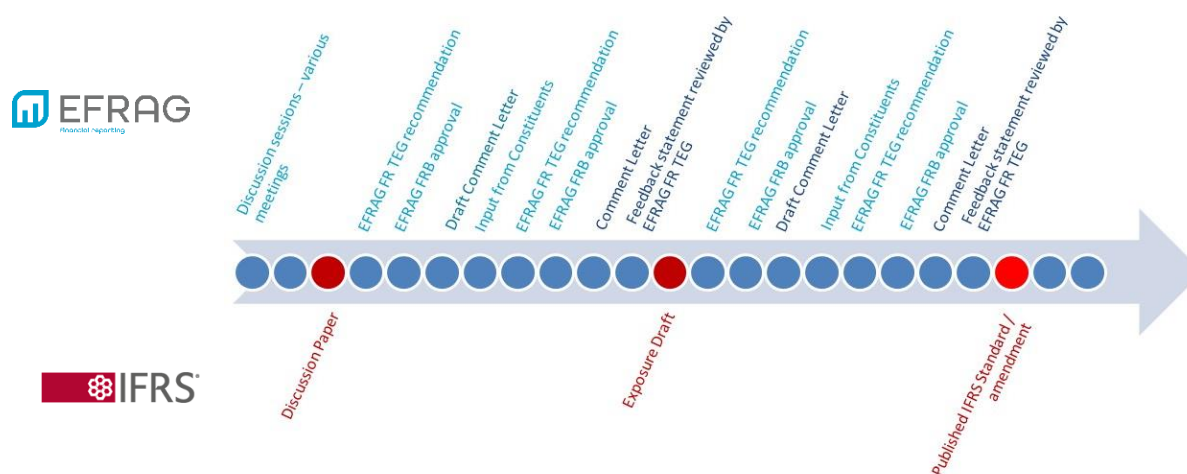 EFRAG
Financial reporting
Discussion sessions – various
meetings
EFRAG FR TEG recommendation
EFRAG FRB approval
Draft Comment Letter
Input from Constituents
EFRAG FR TEG recommendation
EFRAG FRB approval
Comment Letter
Feedback statement reviewed by
EFRAG FR TEG
EFRAG FR TEG recommendation
EFRAG FRB approval
Draft Comment Letter
Input from Constituents
EFRAG FR TEG recommendation
EFRAG FRB approval
Comment Letter
Feedback statement reviewed by
EFRAG FR TEG
IFRS®
Discussion Paper
Exposure Draft
Published IFRS Standard /
amendment